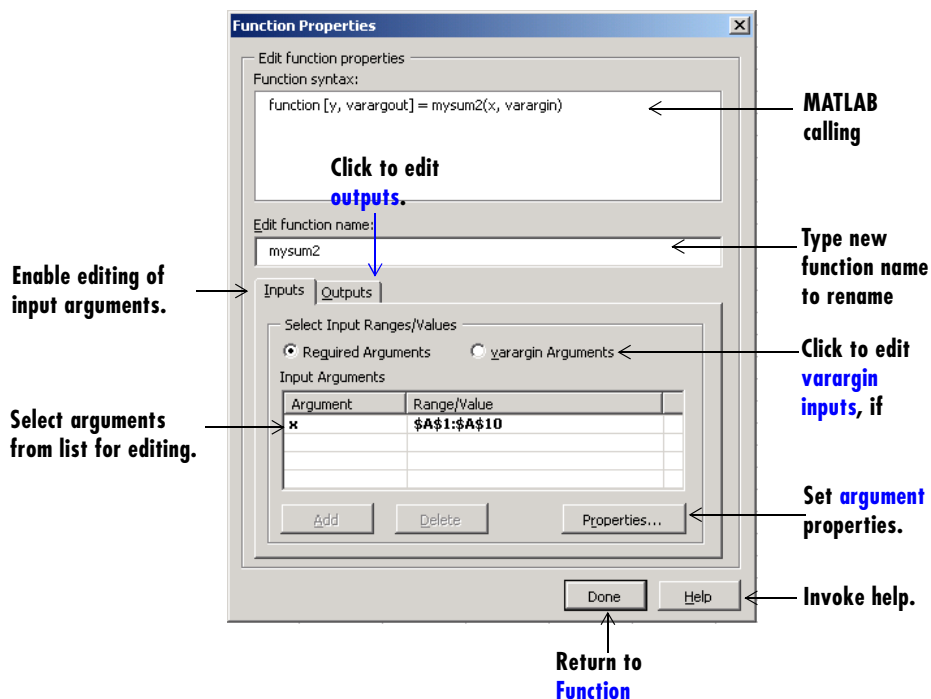 Function Properties
Edit function properties
Function syntax:
function [y, varargout] = mysum2(x, varargin)
MATLAB
calling
Click to edit
outputs.
Edit function name:
mysum2
Type new
function name
to rename
Enable editing of
input arguments.
Inputs
Outputs
Select Input Ranges/Values
Required Arguments
varargin Arguments
Click to edit
varargin
inputs, if
Input Arguments
Argument
Range/Value
x
$A$1:$A$10
Select arguments
from list for editing.
Add
Delete
Properties...
Set argument
properties.
Done
Help
Invoke help.
Return to
Function